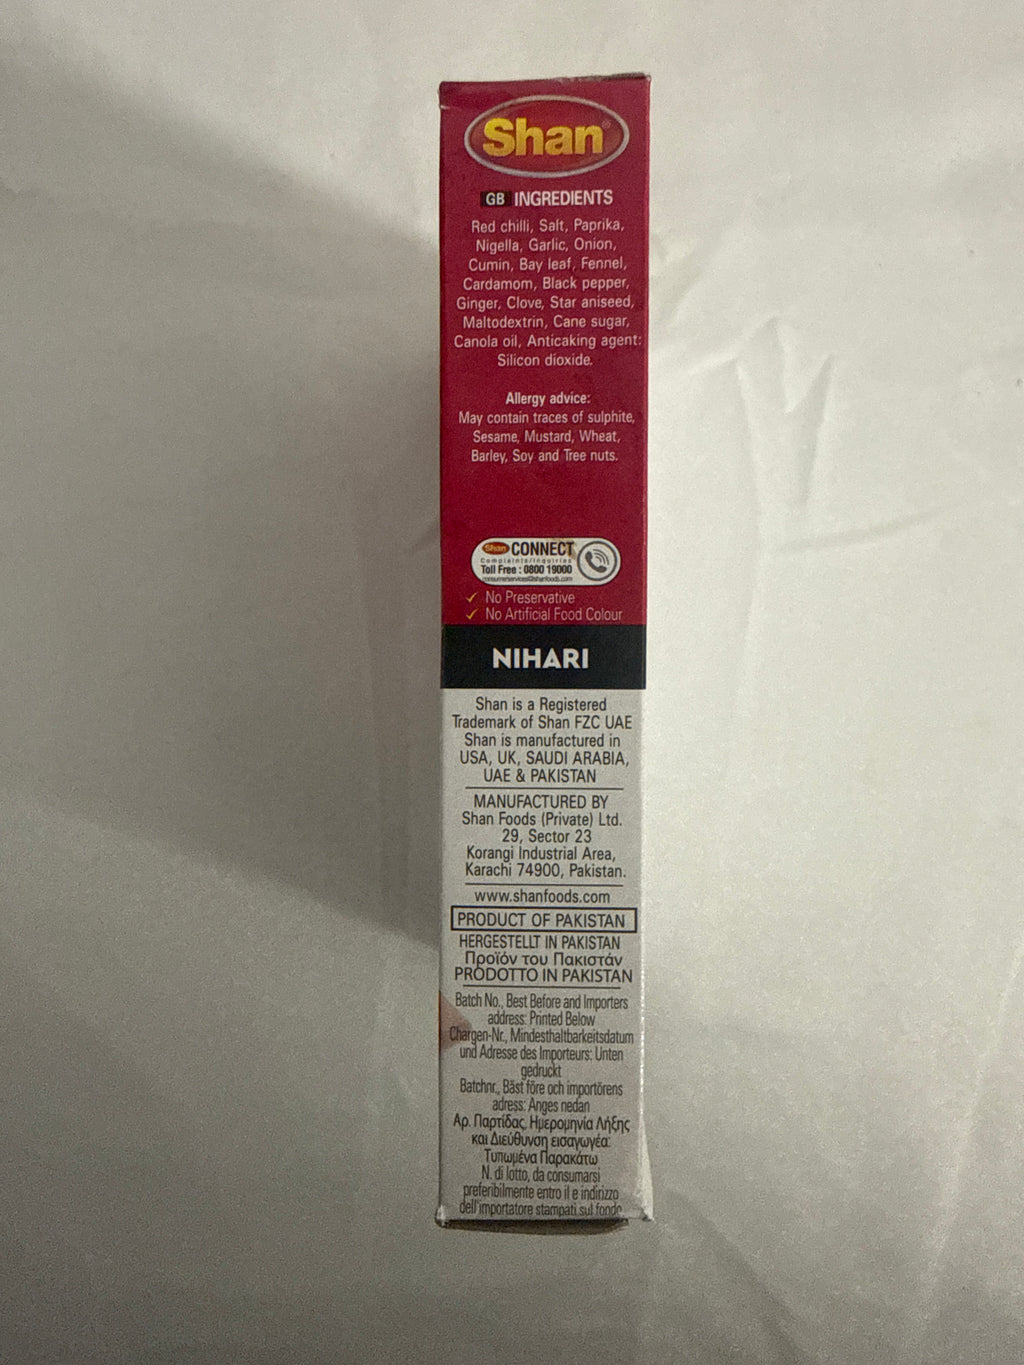 Shan®
GB INGREDIENTS
Red chilli, Salt, Paprika,
Nigella, Garlic, Onion,
Cumin, Bay leaf, Fennel,
Cardamom, Black pepper,
Ginger, Clove, Star aniseed,
Maltodextrin, Cane sugar,
Canola oil, Anticaking agent:
Silicon dioxide.
Allergy advice:
May contain traces of sulphite,
Sesame, Mustard, Wheat,
Barley, Soy and Tree nuts.
Shan CONNECT
Complaints/Inquiries
Toll Free : 0800 19000
consumerservices@shanfoods.com
✓ No Preservative
✓ No Artificial Food Colour
NIHARI
Shan is a Registered
Trademark of Shan FZC UAE
Shan is manufactured in
USA, UK, SAUDI ARABIA,
UAE & PAKISTAN
MANUFACTURED BY
Shan Foods (Private) Ltd.
29, Sector 23
Korangi Industrial Area,
Karachi 74900, Pakistan.
www.shanfoods.com
PRODUCT OF PAKISTAN
HERGESTELLT IN PAKISTAN
Προϊόν του Πακιστάν
PRODOTTO IN PAKISTAN
Batch No., Best Before and Importers
address: Printed Below
Chargen-Nr., Mindesthaltbarkeitsdatum
und Adresse des Importeurs: Unten
gedruckt
Batchnr., Bäst före och importörens
adress: Anges nedan
Αρ. Παρτίδας, Ημερομηνία Λήξης
και Διεύθυνση εισαγωγέα:
Τυπωμένα Παρακάτω
N. di lotto, da consumarsi
preferibilmente entro il e indirizzo
dell'importatore stampati sul fondo